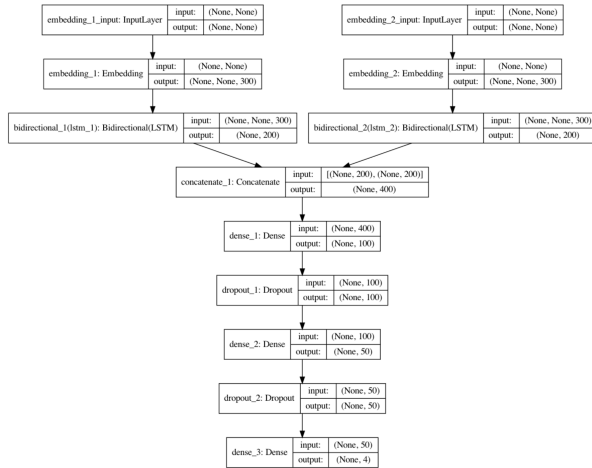 embedding_1_input: InputLayer
input: (None, None)
output: (None, None)
embedding_2_input: InputLayer
input: (None, None)
output: (None, None)
embedding_1: Embedding
input: (None, None)
output: (None, None, 300)
embedding_2: Embedding
input: (None, None)
output: (None, None, 300)
bidirectional_1(lstm_1): Bidirectional(LSTM)
input: (None, None, 300)
output: (None, 200)
bidirectional_2(lstm_2): Bidirectional(LSTM)
input: (None, None, 300)
output: (None, 200)
concatenate_1: Concatenate
input: [(None, 200), (None, 200)]
output: (None, 400)
dense_1: Dense
input: (None, 400)
output: (None, 100)
dropout_1: Dropout
input: (None, 100)
output: (None, 100)
dense_2: Dense
input: (None, 100)
output: (None, 50)
dropout_2: Dropout
input: (None, 50)
output: (None, 50)
dense_3: Dense
input: (None, 50)
output: (None, 4)